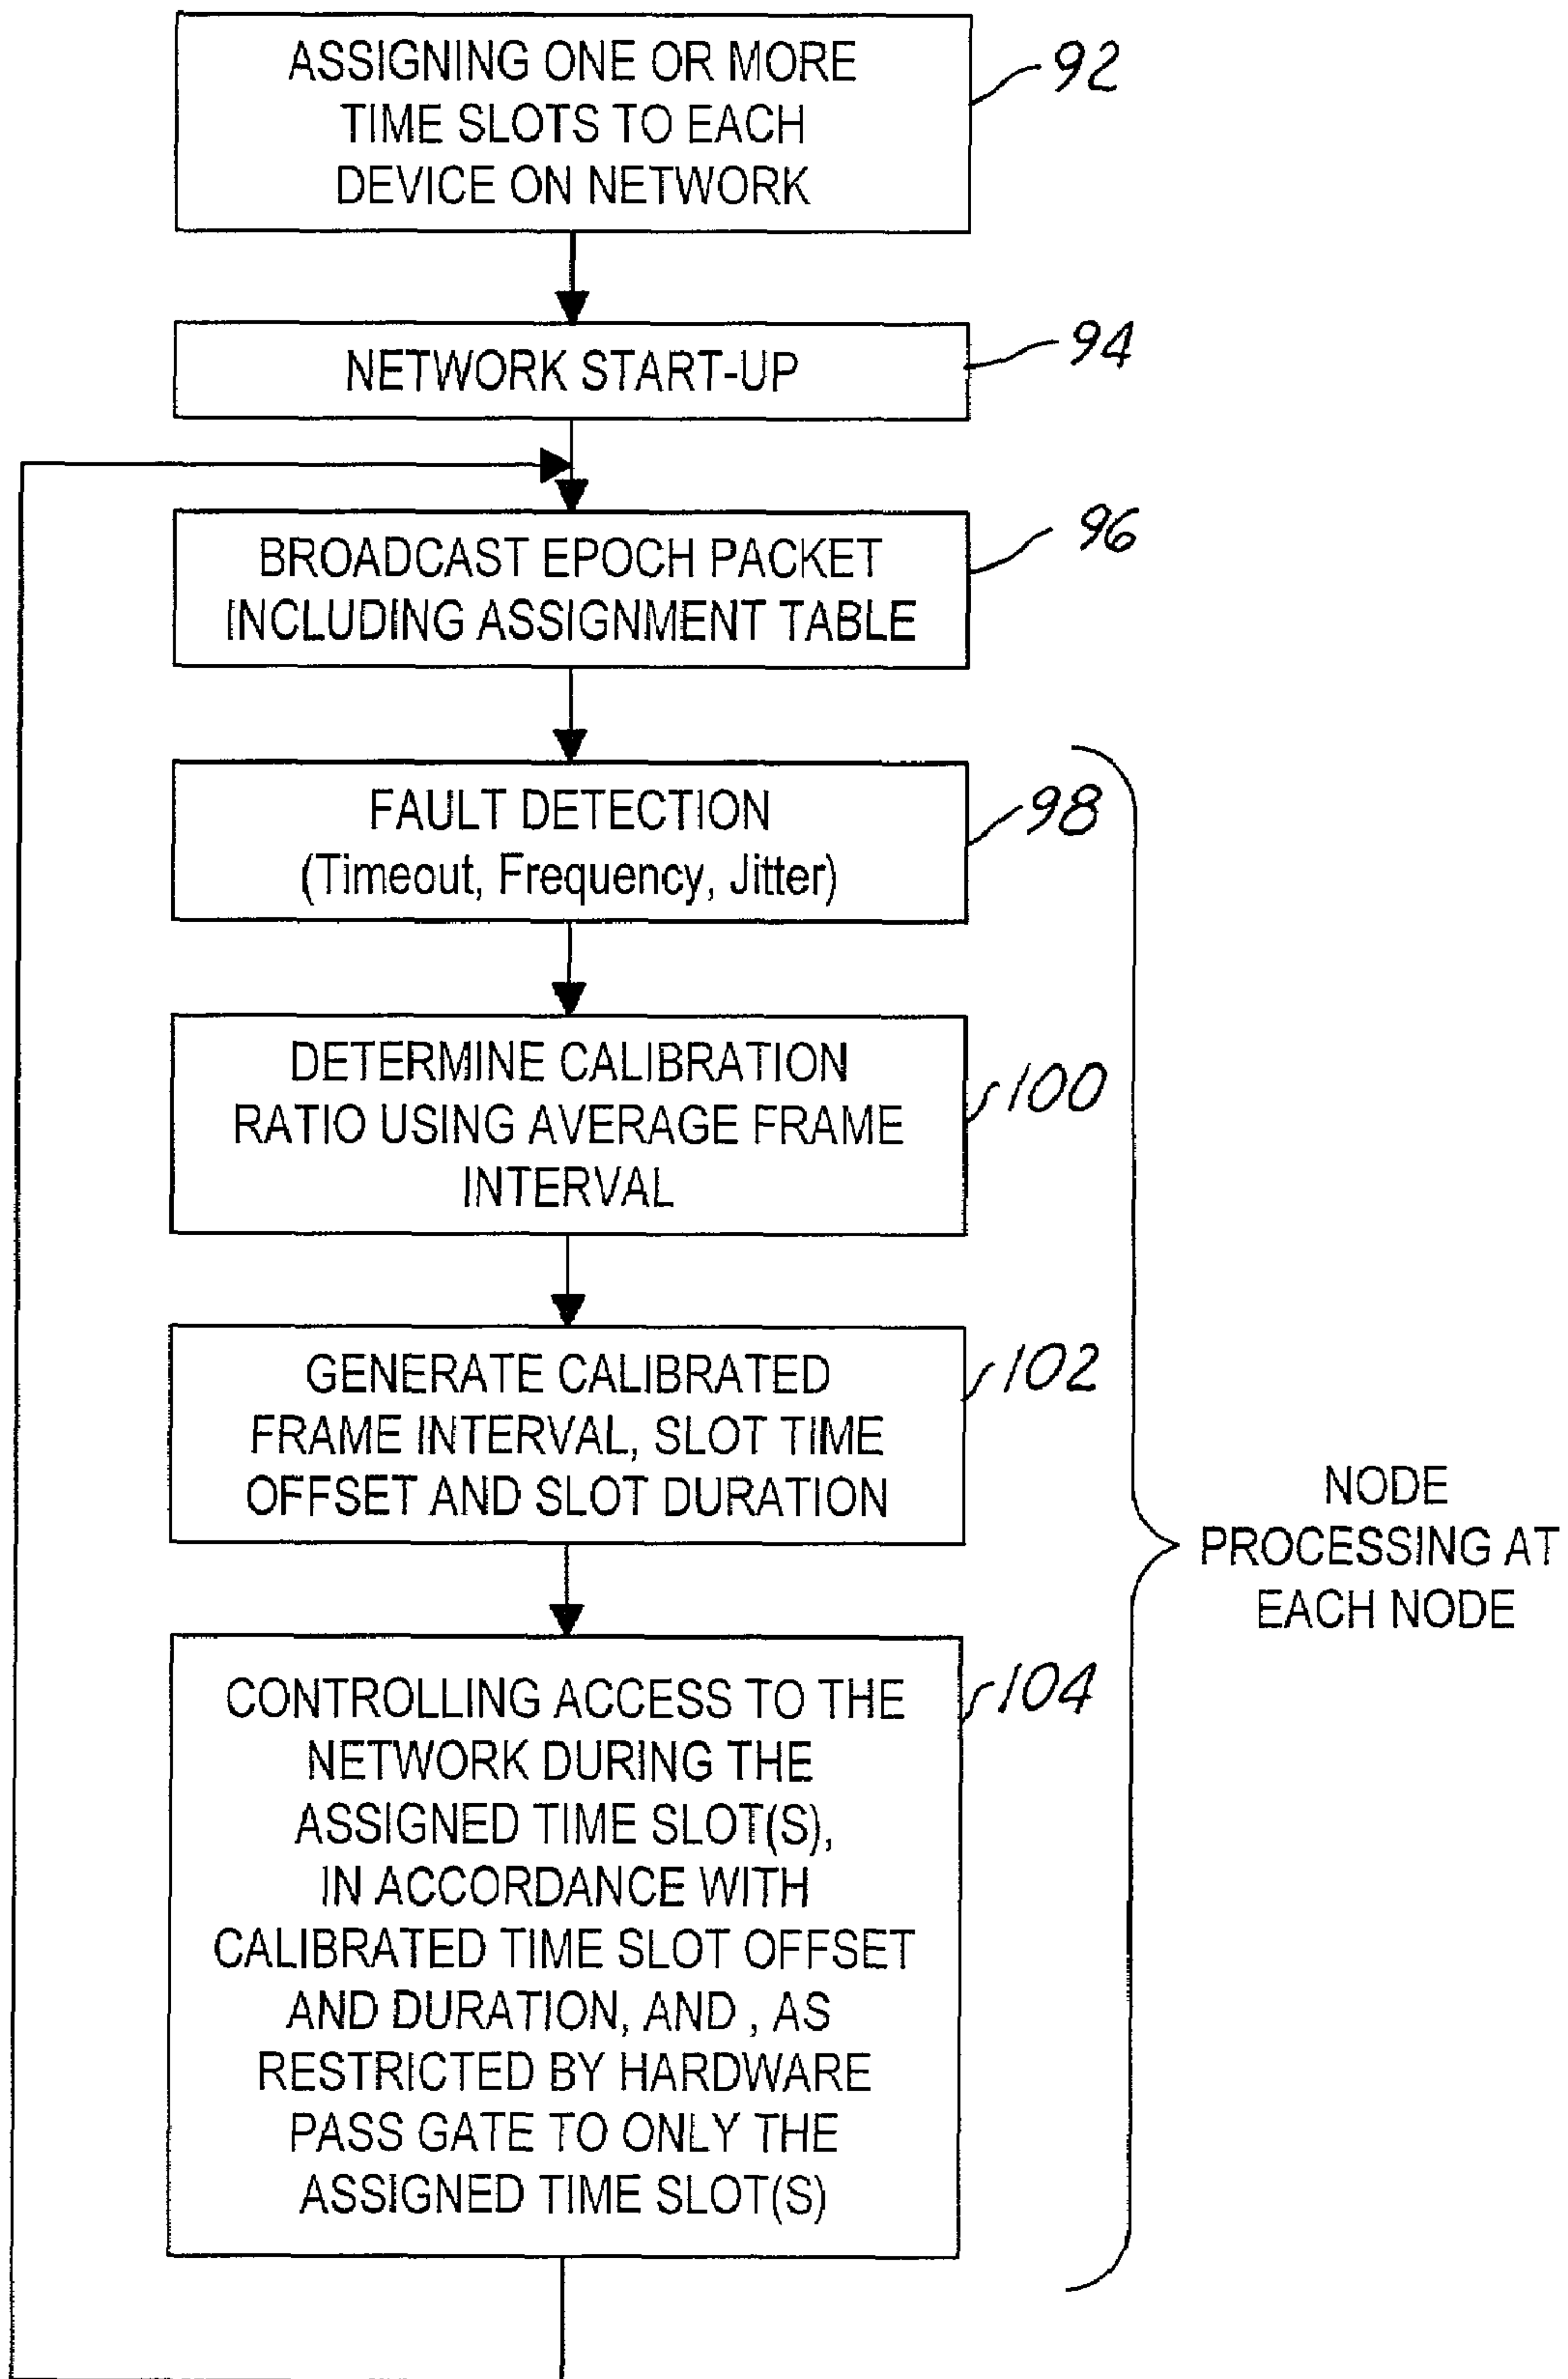 ASSIGNING ONE OR MORE
TIME SLOTS TO EACH
DEVICE ON NETWORK
92
NETWORK START-UP
94
BROADCAST EPOCH PACKET
INCLUDING ASSIGNMENT TABLE
96
FAULT DETECTION
(Timeout, Frequency, Jitter)
98
DETERMINE CALIBRATION
RATIO USING AVERAGE FRAME
INTERVAL
100
GENERATE CALIBRATED
FRAME INTERVAL, SLOT TIME
OFFSET AND SLOT DURATION
102
CONTROLLING ACCESS TO THE
NETWORK DURING THE
ASSIGNED TIME SLOT(S),
IN ACCORDANCE WITH
CALIBRATED TIME SLOT OFFSET
AND DURATION, AND , AS
RESTRICTED BY HARDWARE
PASS GATE TO ONLY THE
ASSIGNED TIME SLOT(S)
104
NODE
PROCESSING AT
EACH NODE